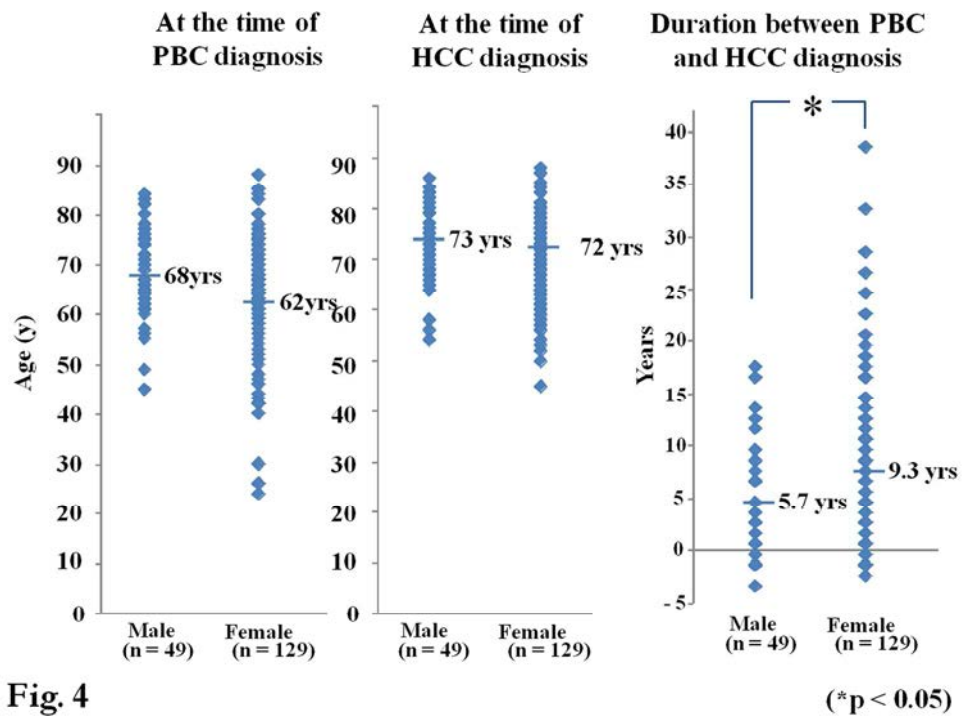 At the time of
PBC diagnosis
At the time of
HCC diagnosis
Duration between PBC
and HCC diagnosis
Age (y)
90
80
70
60
50
40
30
20
10
0
68yrs
62yrs
Male
(n = 49)
Female
(n = 129)
90
80
70
60
50
40
30
20
10
0
73 yrs
72 yrs
Male
(n = 49)
Female
(n = 129)
*
Years
40
35
30
25
20
15
10
5
0
-5
5.7 yrs
9.3 yrs
Male
(n = 49)
Female
(n = 129)
Fig. 4
(*p < 0.05)